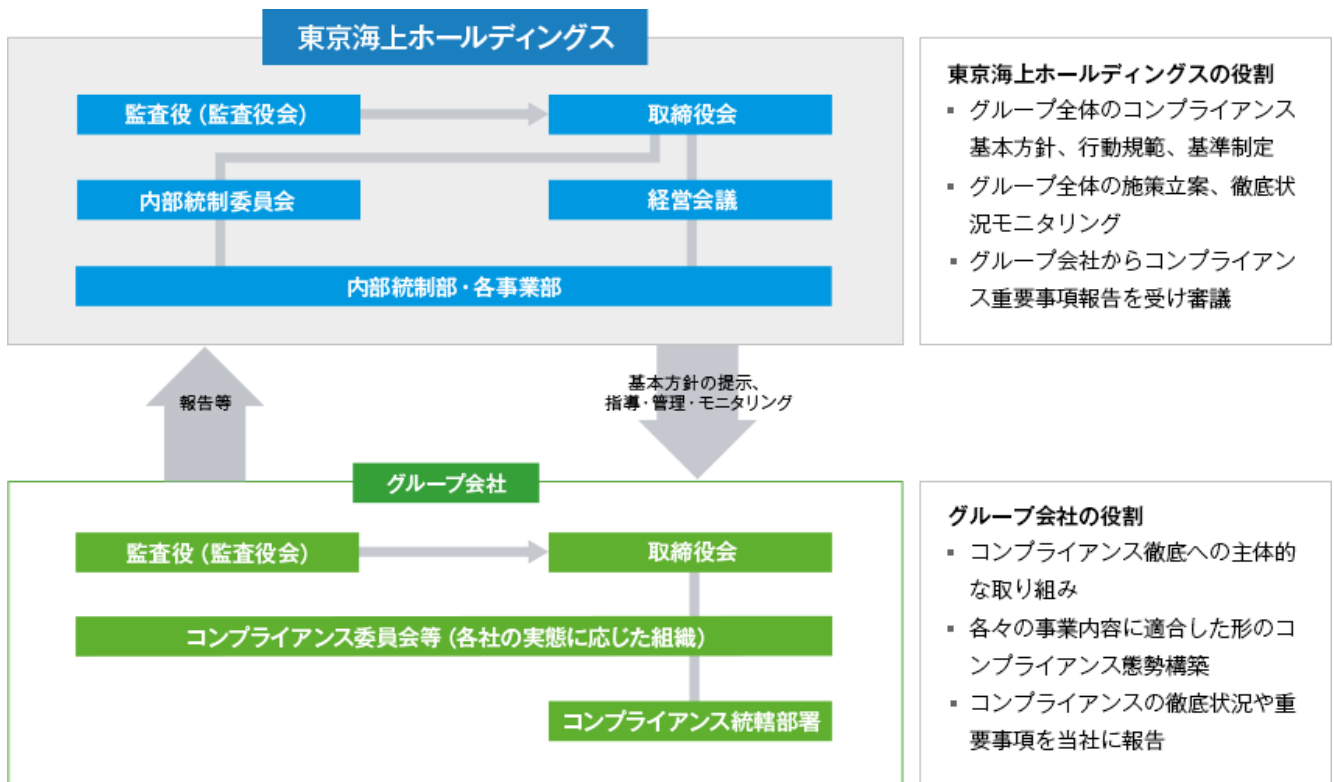 東京海上ホールディングス
監査役（監査役会）
取締役会
内部統制委員会
経営会議
内部統制部・各事業部
東京海上ホールディングスの役割
▪ グループ全体のコンプライアンス
基本方針、行動規範、基準制定
▪ グループ全体の施策立案、徹底状
況モニタリング
▪ グループ会社からコンプライアン
ス重要事項報告を受け審議
報告等
基本方針の提示、
指導・管理・モニタリング
グループ会社
監査役（監査役会）
取締役会
コンプライアンス委員会等（各社の実態に応じた組織）
コンプライアンス統轄部署
グループ会社の役割
▪ コンプライアンス徹底への主体的
な取り組み
▪ 各々の事業内容に適合した形のコ
ンプライアンス態勢構築
▪ コンプライアンスの徹底状況や重
要事項を当社に報告